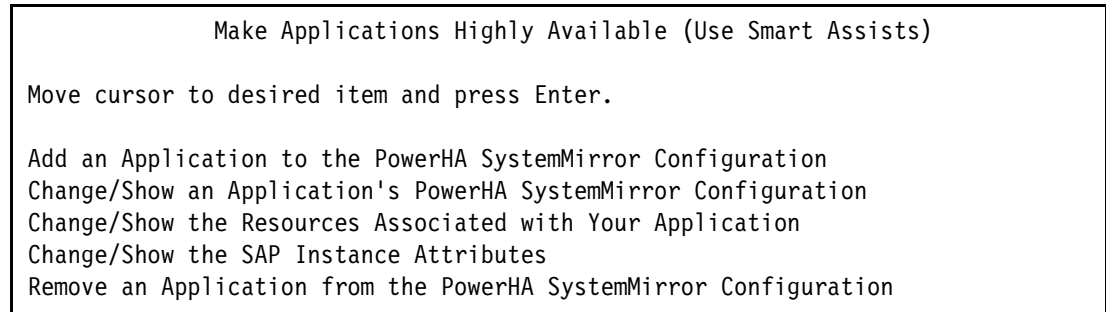 Make Applications Highly Available (Use Smart Assists)
Move cursor to desired item and press Enter.
Add an Application to the PowerHA SystemMirror Configuration
Change/Show an Application's PowerHA SystemMirror Configuration
Change/Show the Resources Associated with Your Application
Change/Show the SAP Instance Attributes
Remove an Application from the PowerHA SystemMirror Configuration